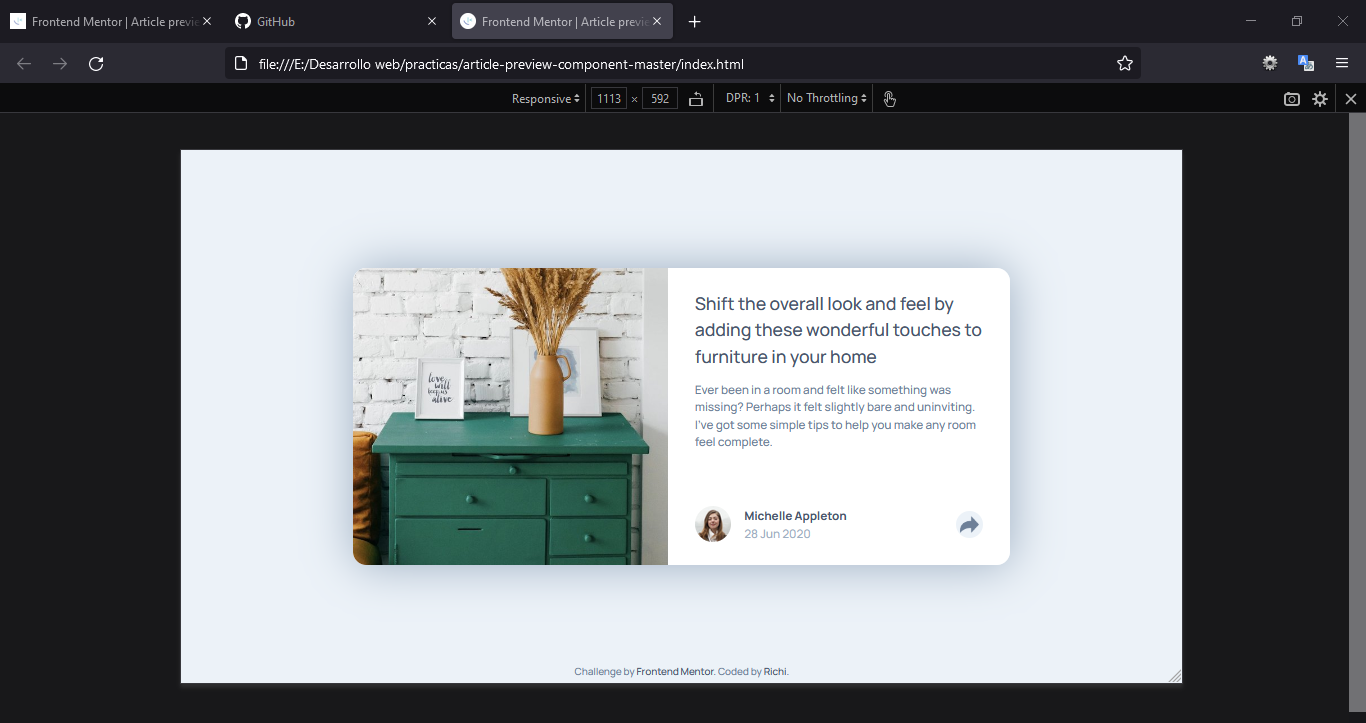 Frontend Mentor | Article previe
GitHub
Frontend Mentor | Article previe
file:///E:/Desarrollo web/practicas/article-preview-component-master/index.html
Responsive 1113 × 592 DPR: 1 No Throttling
Shift the overall look and feel by
adding these wonderful touches to
furniture in your home
Ever been in a room and felt like something was
missing? Perhaps it felt slightly bare and uninviting.
I've got some simple tips to help you make any room
feel complete.
love
will
keep us
alive
Michelle Appleton
28 Jun 2020
Challenge by Frontend Mentor. Coded by Richi.